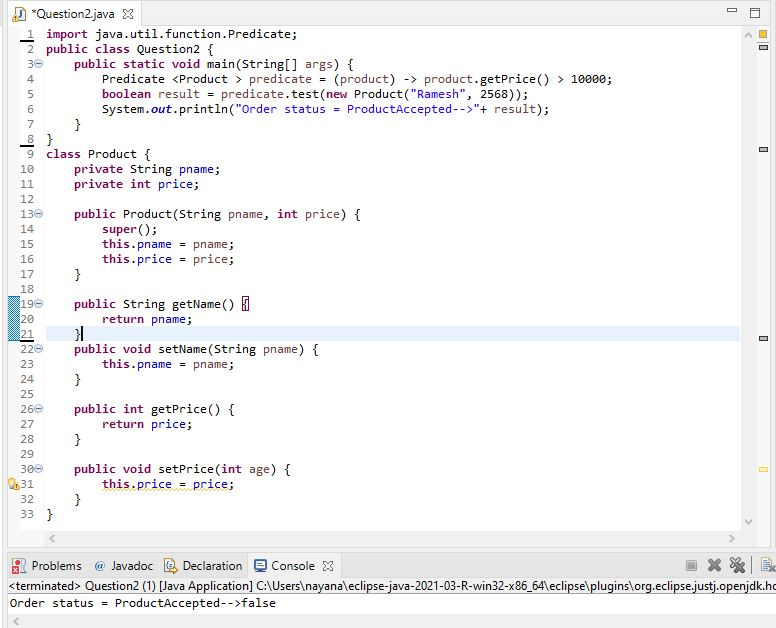 *Question2.java
1 import java.util.function.Predicate;
2 public class Question2 {
3 public static void main(String[] args) {
4 Predicate <Product > predicate = (product) -> product.getPrice() > 10000;
5 boolean result = predicate.test(new Product("Ramesh", 2568));
6 System.out.println("Order status = ProductAccepted-->"+ result);
7 }
8 }
9 class Product {
10 private String pname;
11 private int price;
12
13 public Product(String pname, int price) {
14 super();
15 this.pname = pname;
16 this.price = price;
17 }
18
19 public String getName() {
20 return pname;
21 }
22 public void setName(String pname) {
23 this.pname = pname;
24 }
25
26 public int getPrice() {
27 return price;
28 }
29
30 public void setPrice(int age) {
31 this.price = price;
32 }
33 }
Problems @ Javadoc Declaration Console
<terminated> Question2 (1) [Java Application] C:\Users\nayana\eclipse-java-2021-03-R-win32-x86_64\eclipse\plugins\org.eclipse.justj.openjdk.ho
Order status = ProductAccepted-->false